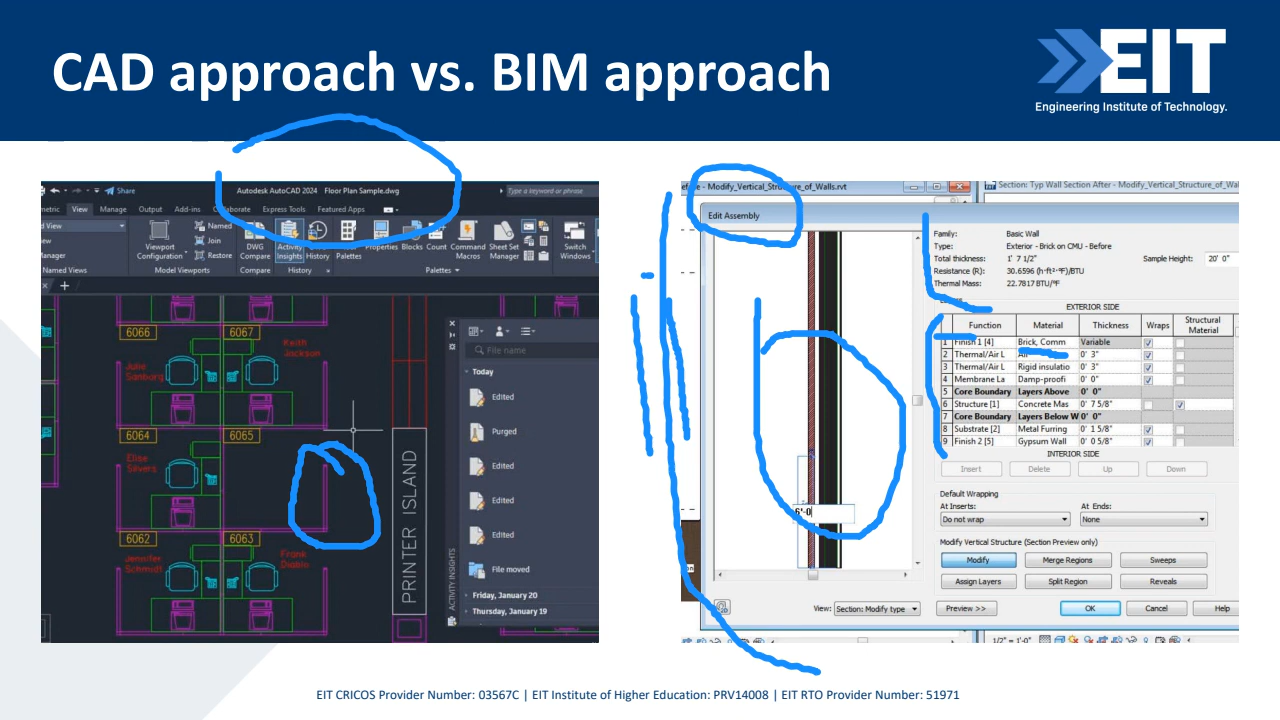 CAD approach vs. BIM approach
EIT
Engineering Institute of Technology.
Share
Autodesk AutoCAD 2024 Floor Plan Sample.dwg
Type a keyword or phrase
View Manage Output Add-ins Express Tools Featured Apps
Named
Join
Restore
Viewport Configuration
DWG Compare
Activity Insights
History
Palettes
Properties
Blocks
Count
Command Macros
Sheet Set Manager
Switch Windows
Named Views
Model Viewports
Compare
History
Palettes
6066
6067
Keith Jackson
6064
6065
Elise Silvers
6062
6063
Jennifer Schmidt
PRINTER ISLAND
File name
Today
Edited
Purged
Edited
Edited
Edited
File moved
Friday, January 20
Thursday, January 19
ACTIVITY INSIGHTS
Edit Assembly
Section: Typ Wall Section After - Modify_Vertical_Structure_of_Wal
Family: Basic Wall
Type: Exterior - Brick on CMU - Before
Total thickness: 1' 7 1/2"
Sample Height: 20' 0"
Resistance (R): 30.6596 (h·ft²·°F)/BTU
Thermal Mass: 22.7817 BTU/°F
EXTERIOR SIDE
Function Material Thickness Wraps Structural Material
1 Finish 1 [4] Brick, Comm Variable
2 Thermal/Air L Air 0' 3"
3 Thermal/Air L Rigid insulatio 0' 3"
4 Membrane La Damp-proofi 0' 0"
5 Core Boundary Layers Above 0' 0"
6 Structure [1] Concrete Mas 0' 7 5/8"
7 Core Boundary Layers Below W 0' 0"
8 Substrate [2] Metal Furring 0' 1 5/8"
9 Finish 2 [5] Gypsum Wall 0' 0 5/8"
INTERIOR SIDE
Insert Delete Up Down
Default Wrapping
At Inserts: At Ends:
Do not wrap None
Modify Vertical Structure (Section Preview only)
Modify Merge Regions Sweeps
Assign Layers Split Region Reveals
6'-0
View: Section: Modify type
Preview >> OK Cancel Help
1/2" = 1'-0"
EIT CRICOS Provider Number: 03567C | EIT Institute of Higher Education: PRV14008 | EIT RTO Provider Number: 51971